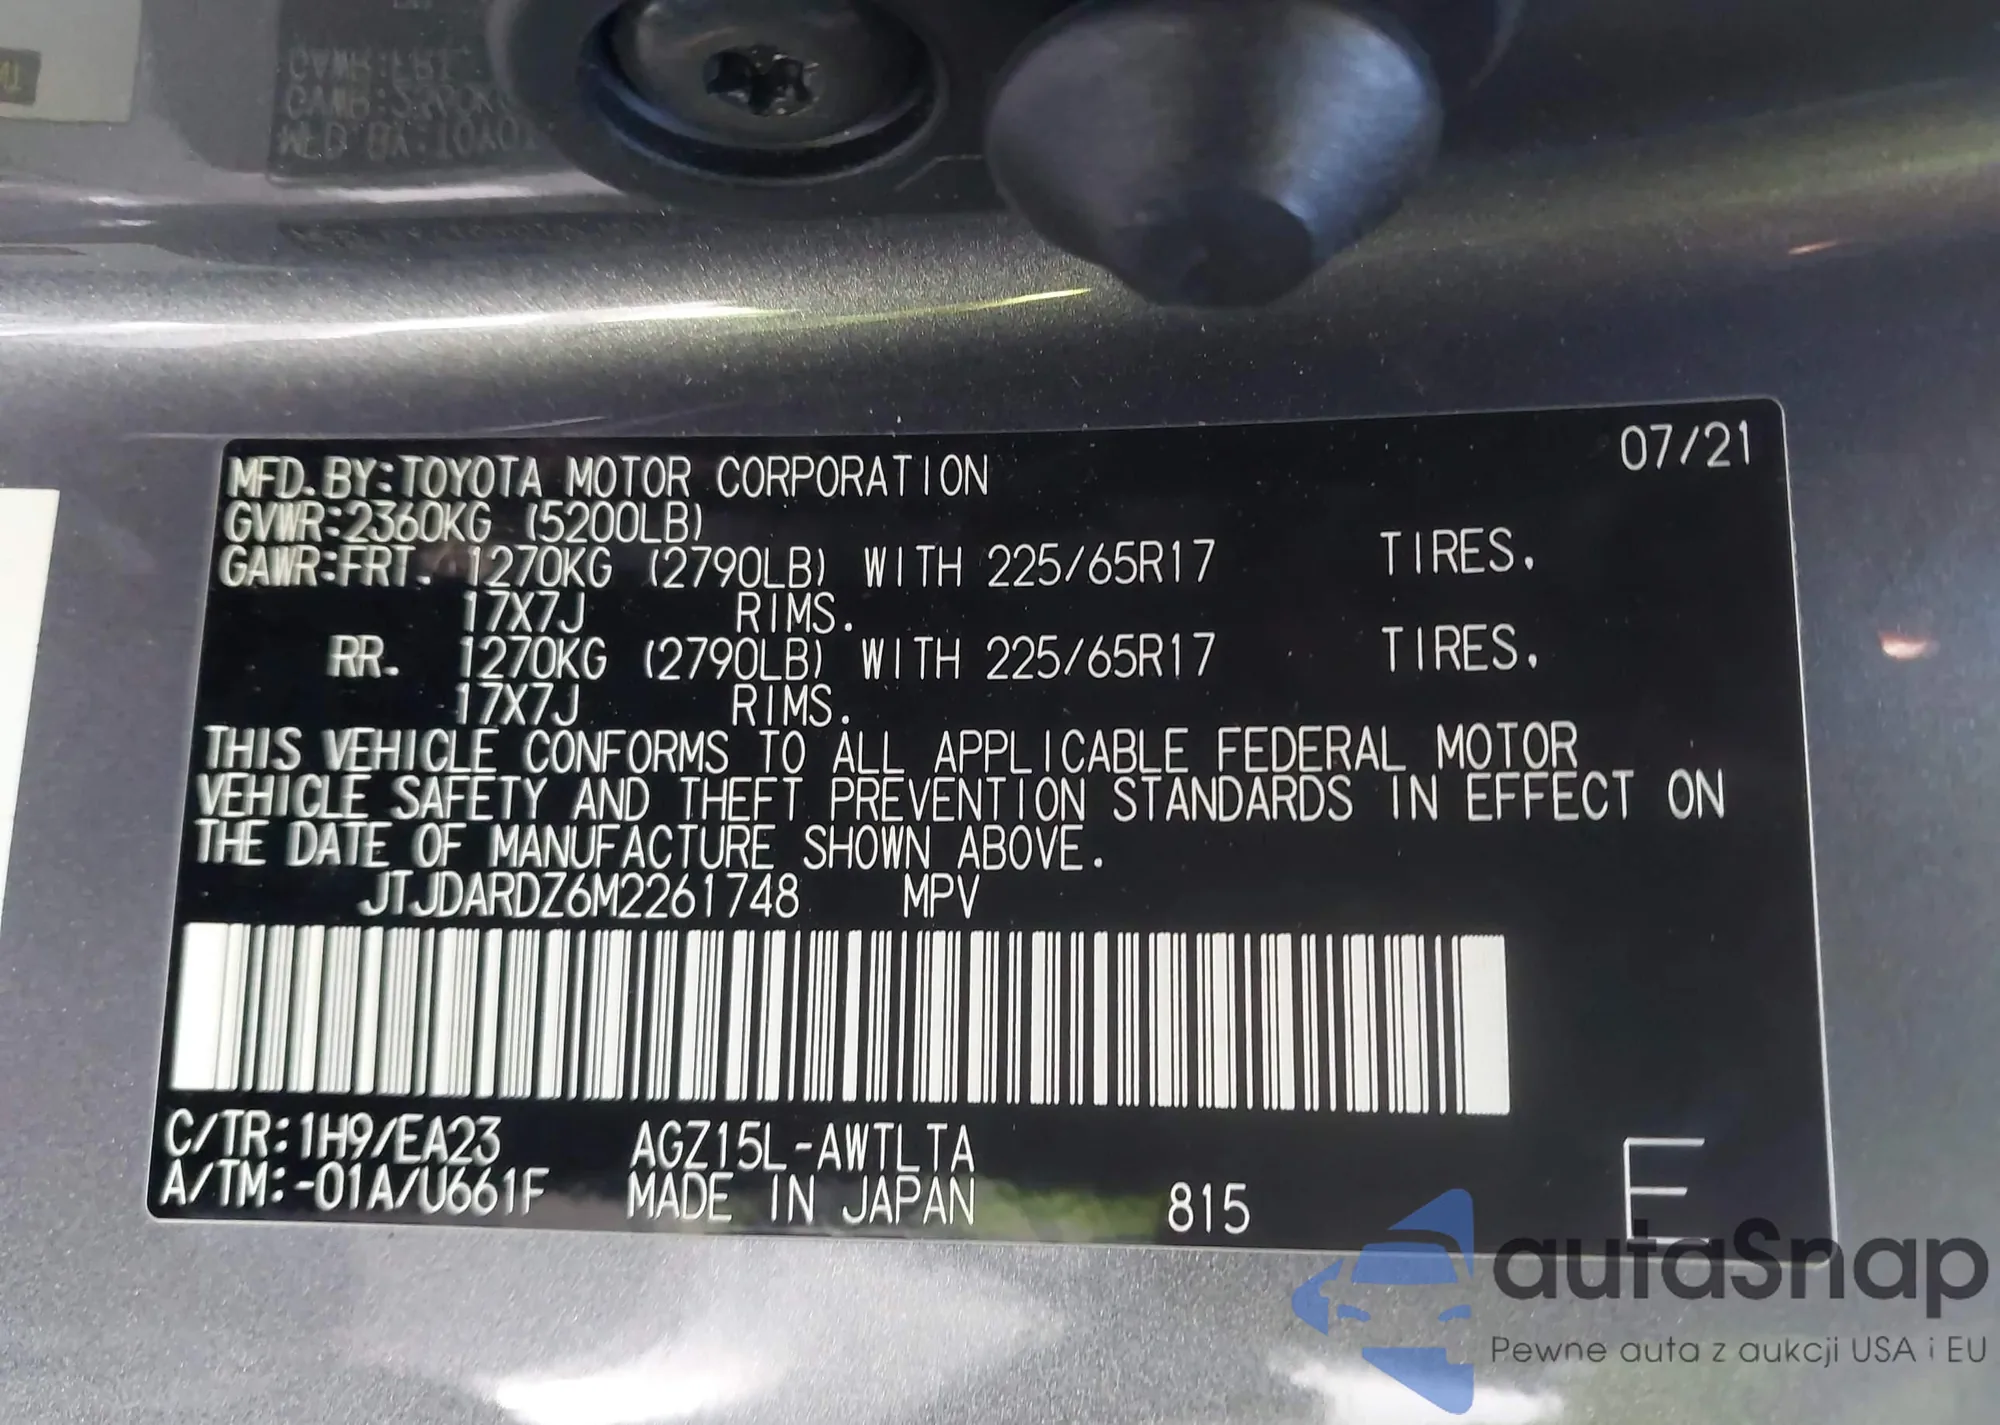 07/21
MFD. BY:TOYOTA MOTOR CORPORATION
GVWR:2360KG (5200LB)
GAWR:FRT. 1270KG (2790LB) WITH 225/65R17 TIRES.
17X7J RIMS.
RR. 1270KG (2790LB) WITH 225/65R17 TIRES.
17X7J RIMS.
THIS VEHICLE CONFORMS TO ALL APPLICABLE FEDERAL MOTOR
VEHICLE SAFETY AND THEFT PREVENTION STANDARDS IN EFFECT ON
THE DATE OF MANUFACTURE SHOWN ABOVE.
JTJDARDZ6M2261748 MPV
C/TR:1H9/EA23 AGZ15L-AWTLTA
A/TM:-01A/U661F MADE IN JAPAN 815 E
autaSnap
Pewne auta z aukcji USA i EU